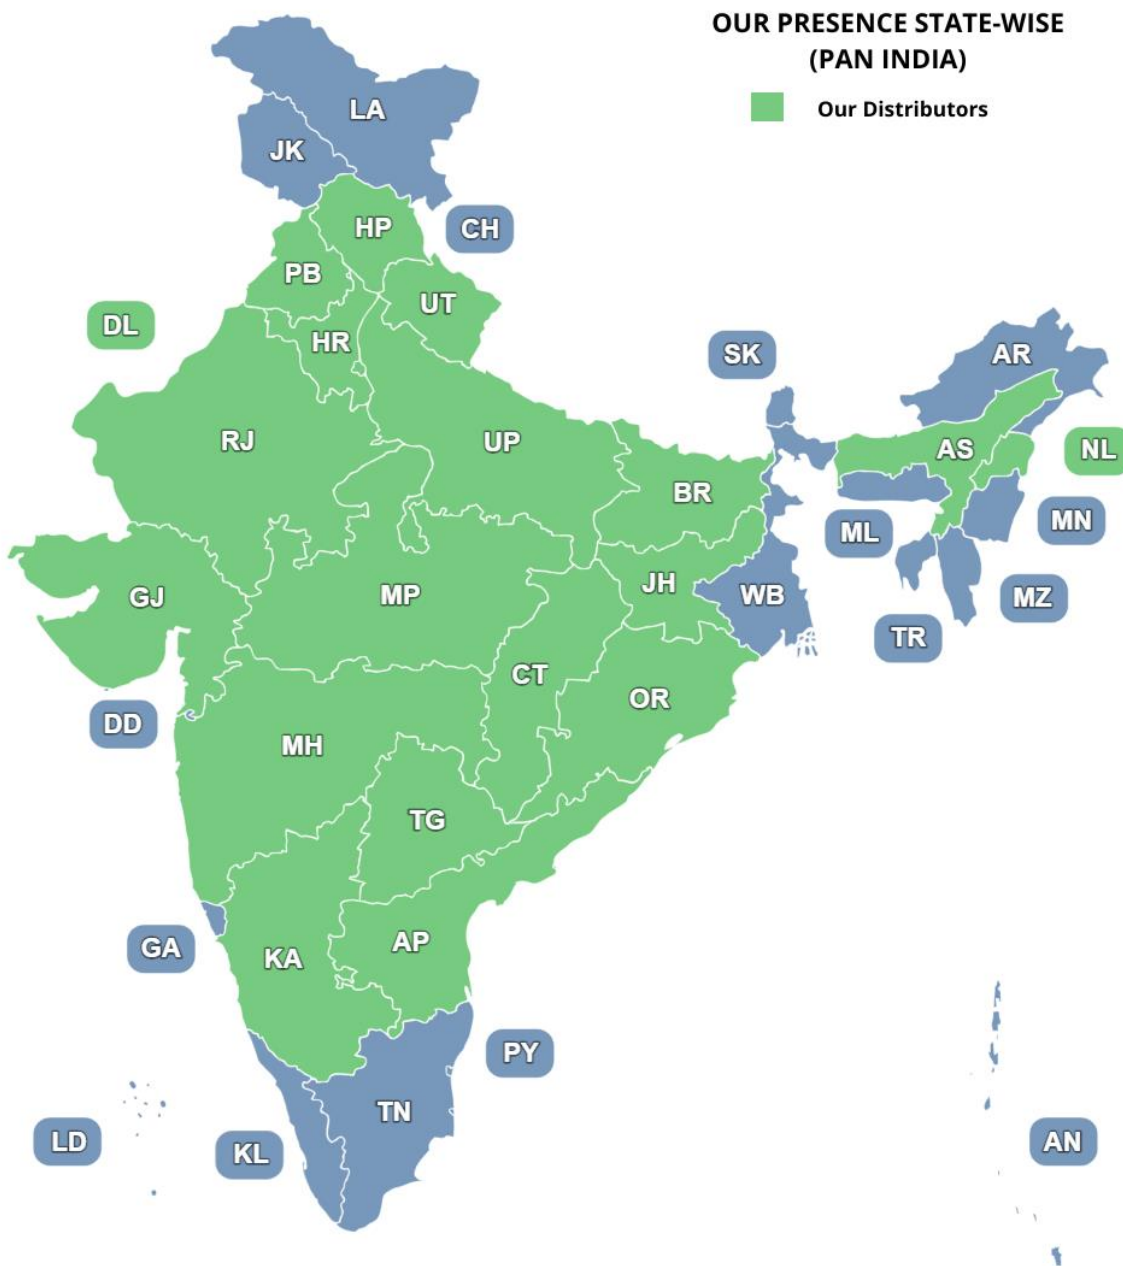 OUR PRESENCE STATE-WISE
(PAN INDIA)
Our Distributors
LA
JK
HP
CH
PB
UT
DL
HR
SK
AR
RJ
UP
AS
NL
BR
MN
ML
JH
GJ
MP
WB
MZ
TR
CT
OR
DD
MH
TG
AP
GA
KA
PY
TN
LD
KL
AN